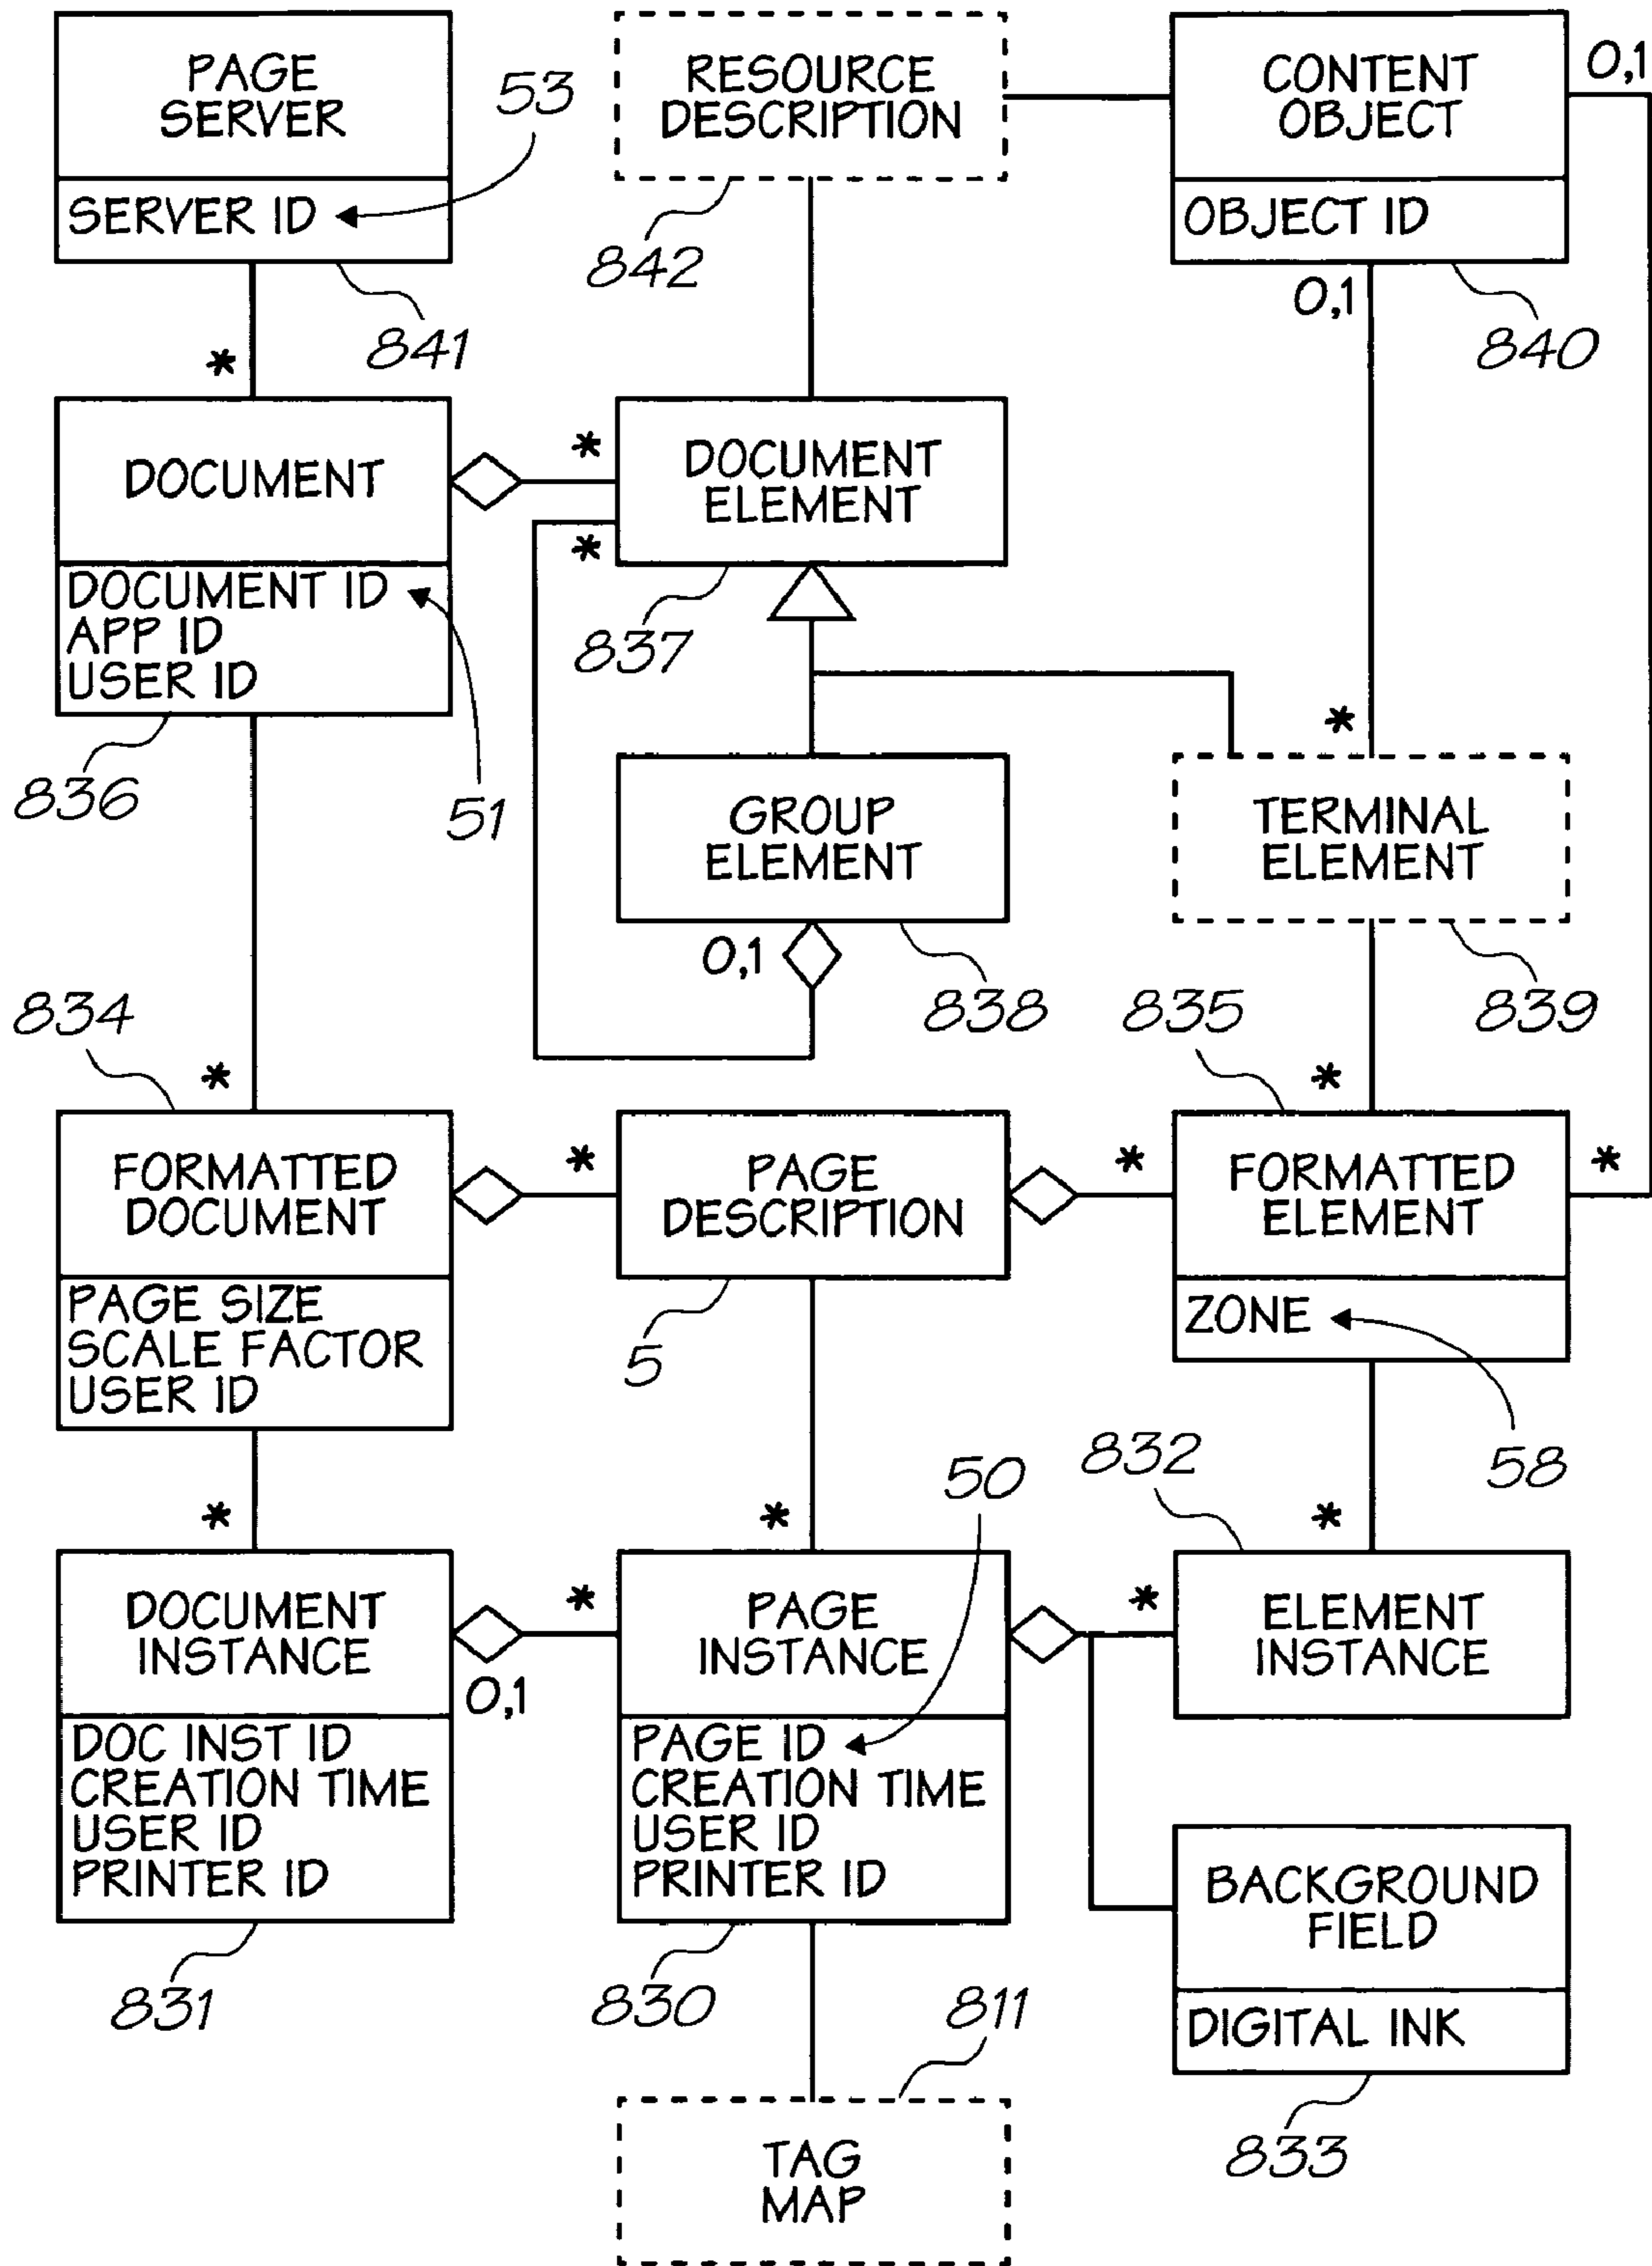 PAGE
SERVER
SERVER ID
53
841
RESOURCE
DESCRIPTION
842
CONTENT
OBJECT
OBJECT ID
0,1
0,1
840
*
DOCUMENT
DOCUMENT ID
APP ID
USER ID
836
51
*
*
DOCUMENT
ELEMENT
837
GROUP
ELEMENT
0,1
838
*
TERMINAL
ELEMENT
839
834
*
FORMATTED
DOCUMENT
PAGE SIZE
SCALE FACTOR
USER ID
*
PAGE
DESCRIPTION
5
*
835
*
FORMATTED
ELEMENT
*
ZONE
58
*
DOCUMENT
INSTANCE
0,1
DOC INST ID
CREATION TIME
USER ID
PRINTER ID
831
*
*
50
PAGE
INSTANCE
PAGE ID
CREATION TIME
USER ID
PRINTER ID
830
*
832
*
ELEMENT
INSTANCE
BACKGROUND
FIELD
DIGITAL INK
833
811
TAG
MAP